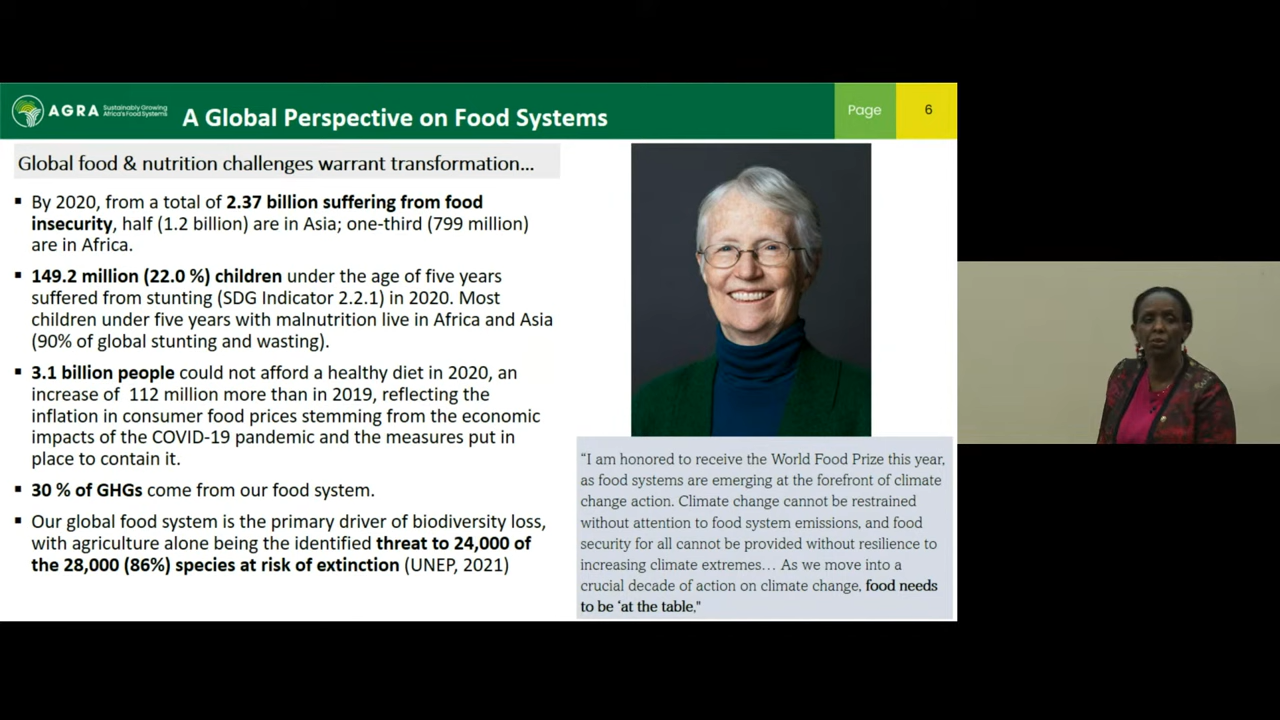 AGRA Sustainably Growing
Africa's Food Systems
A Global Perspective on Food Systems
Page 6
Global food & nutrition challenges warrant transformation...
▪ By 2020, from a total of 2.37 billion suffering from food
insecurity, half (1.2 billion) are in Asia; one-third (799 million)
are in Africa.
▪ 149.2 million (22.0 %) children under the age of five years
suffered from stunting (SDG Indicator 2.2.1) in 2020. Most
children under five years with malnutrition live in Africa and Asia
(90% of global stunting and wasting).
▪ 3.1 billion people could not afford a healthy diet in 2020, an
increase of 112 million more than in 2019, reflecting the
inflation in consumer food prices stemming from the economic
impacts of the COVID-19 pandemic and the measures put in
place to contain it.
▪ 30 % of GHGs come from our food system.
▪ Our global food system is the primary driver of biodiversity loss,
with agriculture alone being the identified threat to 24,000 of
the 28,000 (86%) species at risk of extinction (UNEP, 2021)
“I am honored to receive the World Food Prize this year,
as food systems are emerging at the forefront of climate
change action. Climate change cannot be restrained
without attention to food system emissions, and food
security for all cannot be provided without resilience to
increasing climate extremes... As we move into a
crucial decade of action on climate change, food needs
to be ‘at the table,"